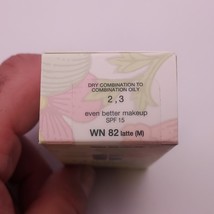 DRY COMBINATION TO
COMBINATION OILY
2,3
even better makeup
SPF 15
WN 82 latte (M)